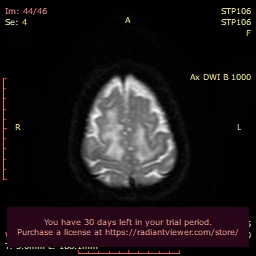 Im: 44/46
Se: 4
A
STP106
STP106
F
Ax DWI B 1000
R
L
You have 30 days left in your trial period.
Purchase a license at https://radiantviewer.com/store/